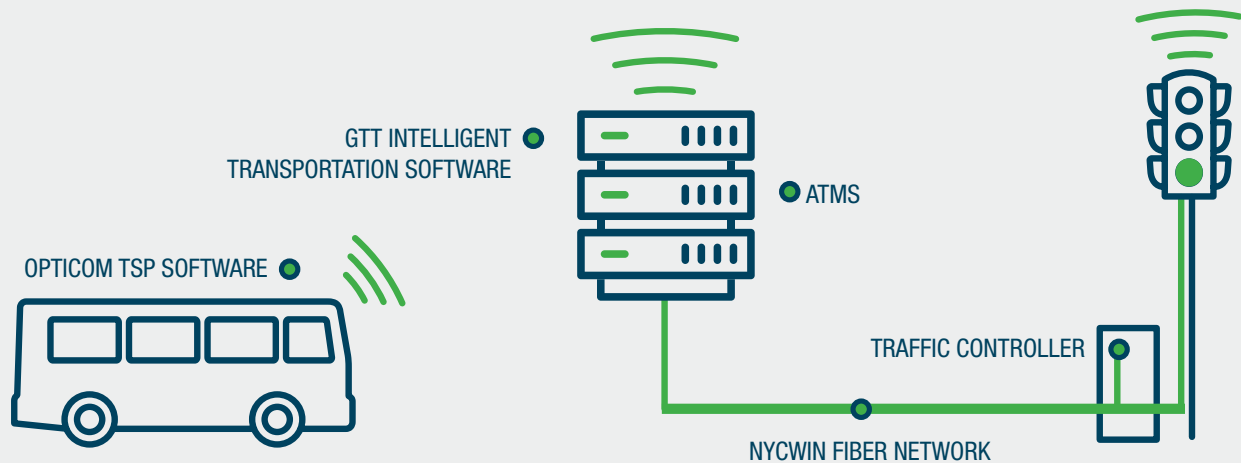 GTT INTELLIGENT
TRANSPORTATION SOFTWARE
ATMS
OPTICOM TSP SOFTWARE
TRAFFIC CONTROLLER
NYCWIN FIBER NETWORK